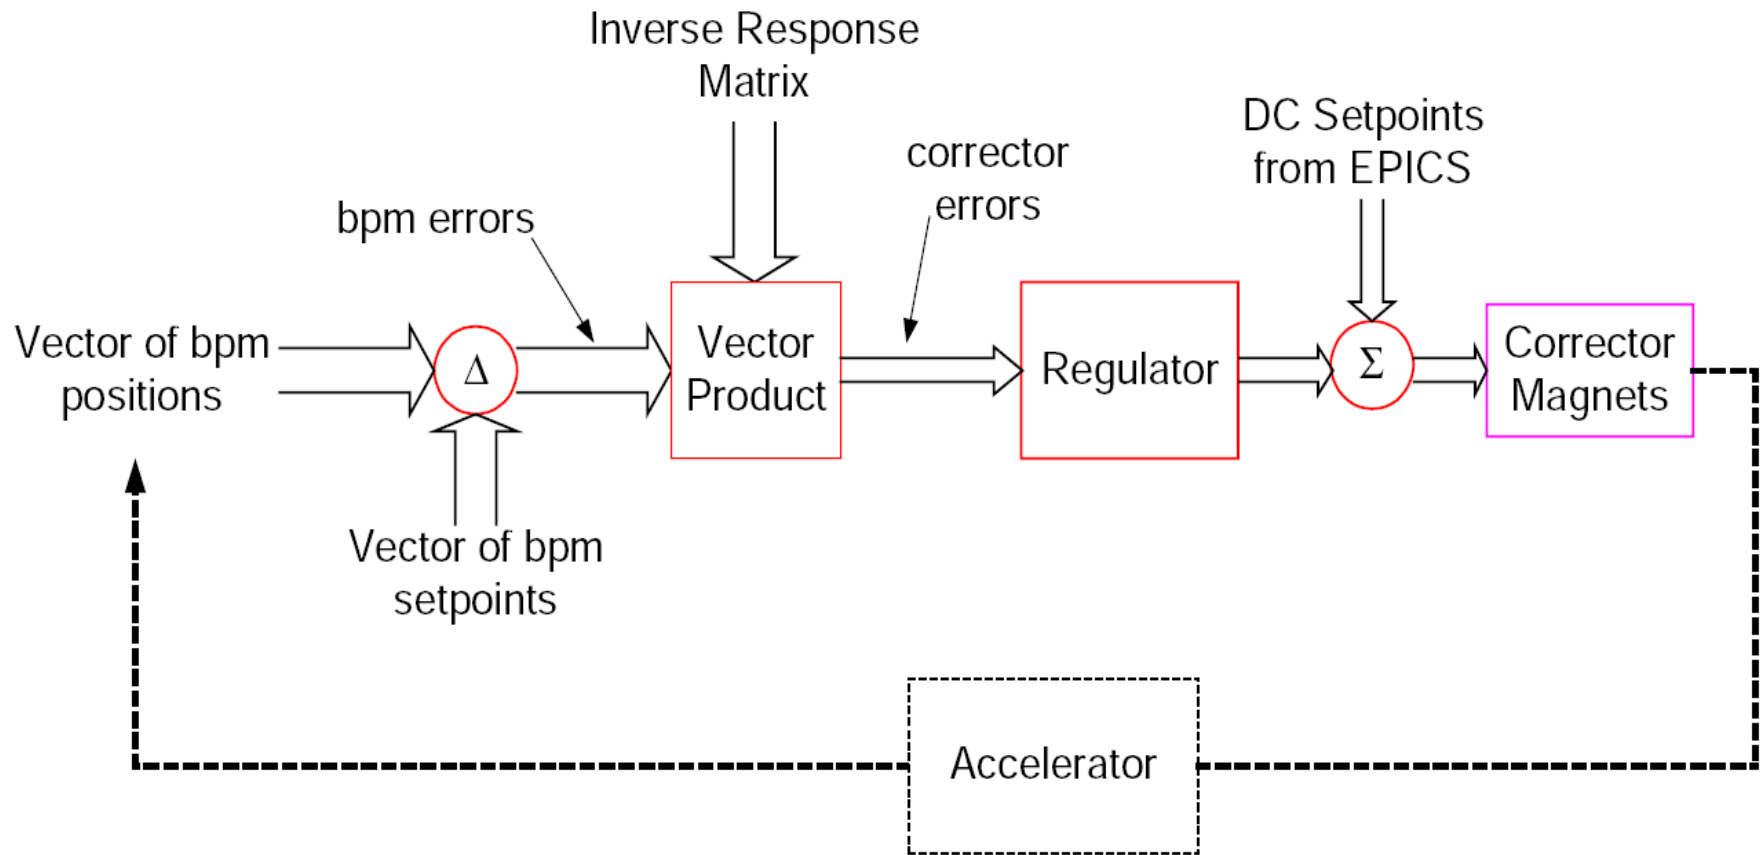 Inverse Response
Matrix
DC Setpoints
from EPICS
corrector
errors
bpm errors
Vector of bpm
positions
Δ
Vector
Product
Regulator
Σ
Corrector
Magnets
Vector of bpm
setpoints
Accelerator